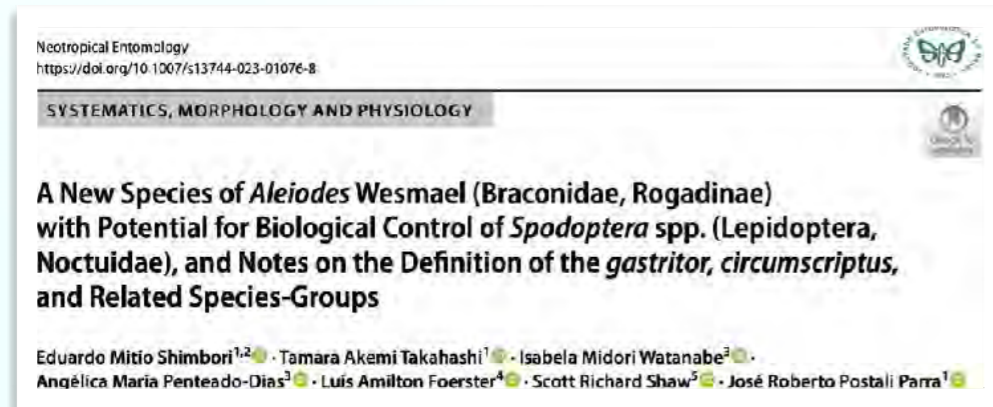 Neotropical Entomology
https://doi.org/10.1007/s13744-023-01076-8
SYSTEMATICS, MORPHOLOGY AND PHYSIOLOGY
A New Species of Aleiodes Wesmael (Braconidae, Rogadinae)
with Potential for Biological Control of Spodoptera spp. (Lepidoptera,
Noctuidae), and Notes on the Definition of the gastritor, circumscriptus,
and Related Species-Groups
Eduardo Mitio Shimbori1,2 · Tamara Akemi Takahashi1 · Isabela Midori Watanabe3 ·
Angélica Maria Penteado-Dias3 · Luís Amilton Foerster4 · Scott Richard Shaw5 · José Roberto Postali Parra1